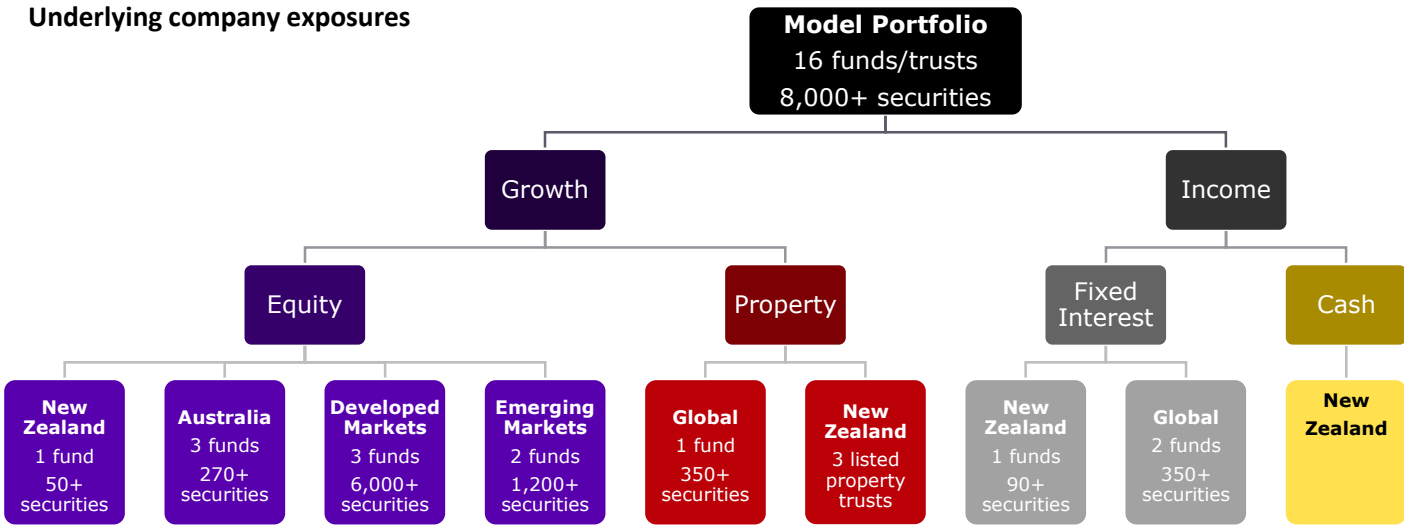 Underlying company exposures
Model Portfolio
16 funds/trusts
8,000+ securities
Growth
Income
Equity
Property
Fixed
Interest
Cash
New
Zealand
1 fund
50+
securities
Australia
3 funds
270+
securities
Developed
Markets
3 funds
6,000+
securities
Emerging
Markets
2 funds
1,200+
securities
Global
1 fund
350+
securities
New
Zealand
3 listed
property
trusts
New
Zealand
1 funds
90+
securities
Global
2 funds
350+
securities
New
Zealand